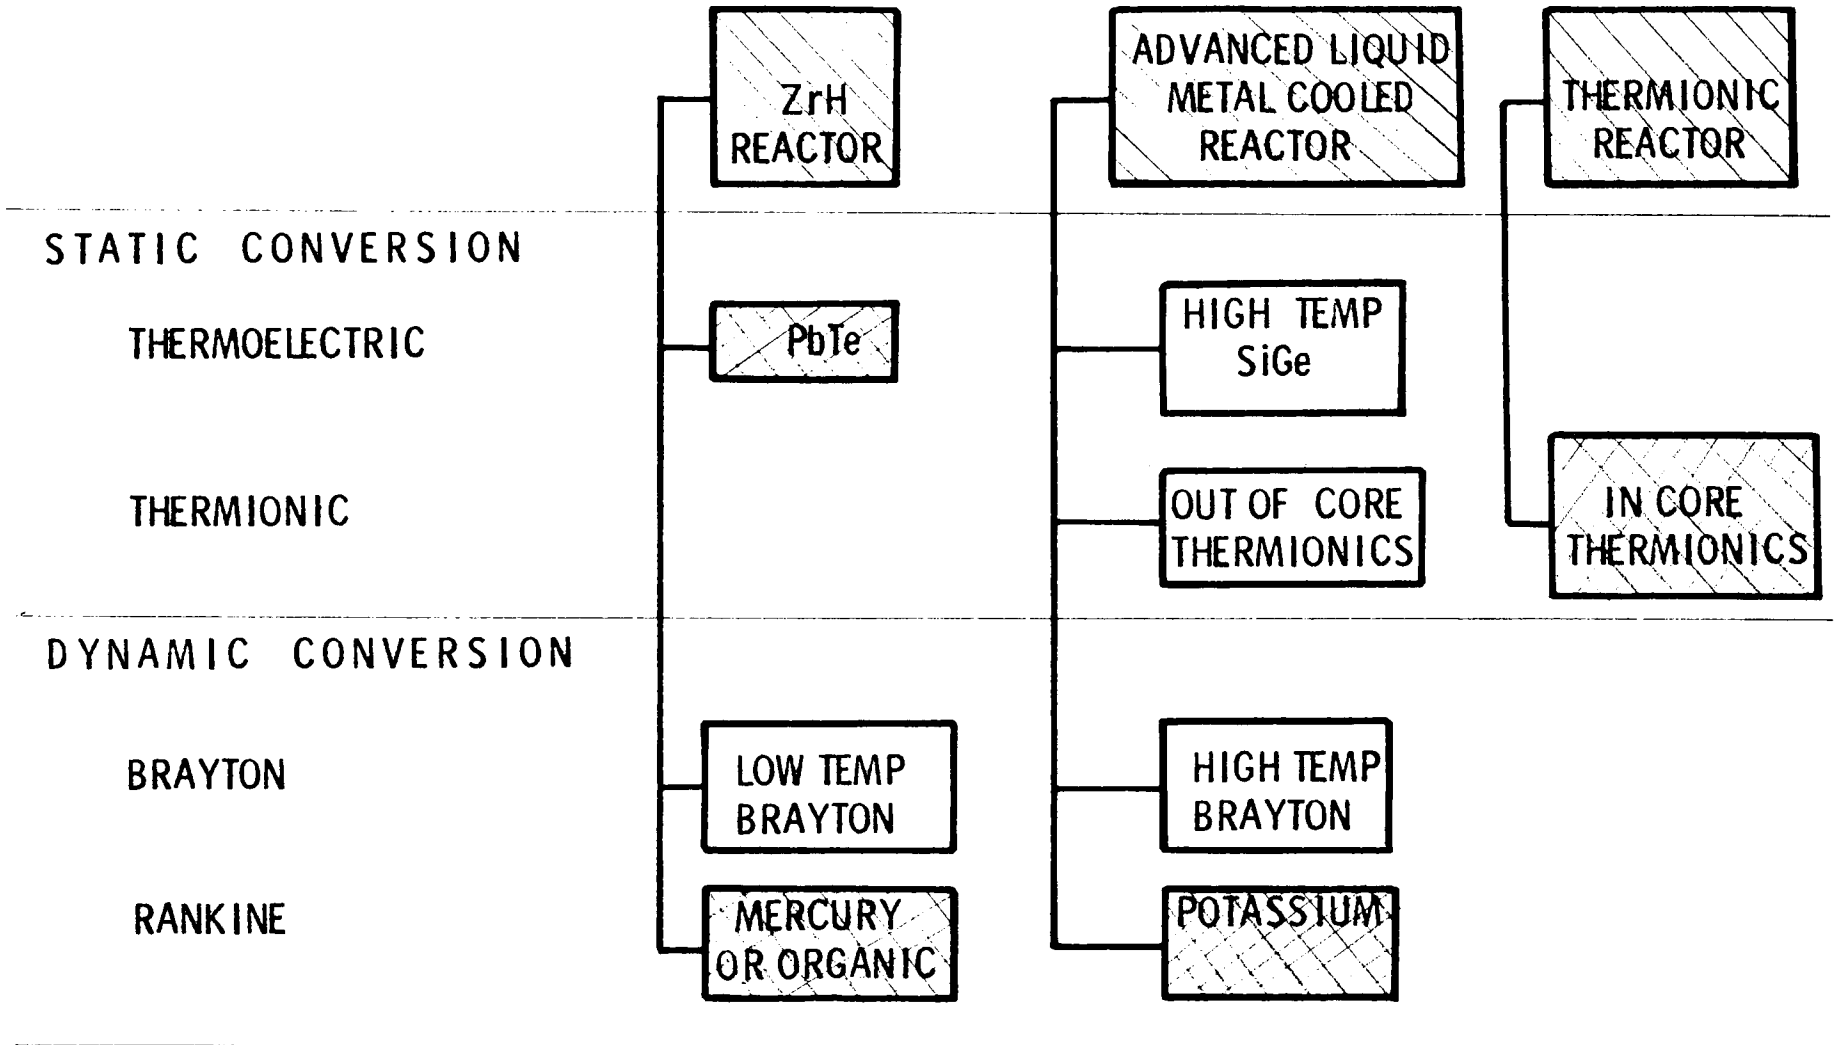 ZrH
REACTOR
ADVANCED LIQUID
METAL COOLED
REACTOR
THERMIONIC
REACTOR
STATIC CONVERSION
THERMOELECTRIC
PbTe
HIGH TEMP
SiGe
THERMIONIC
OUT OF CORE
THERMIONICS
IN CORE
THERMIONICS
DYNAMIC CONVERSION
BRAYTON
LOW TEMP
BRAYTON
HIGH TEMP
BRAYTON
RANKINE
MERCURY
OR ORGANIC
POTASSIUM